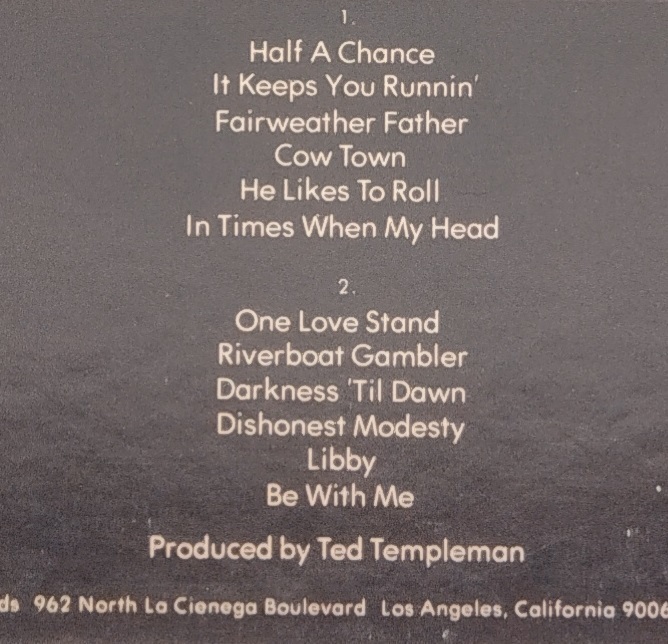 1.
Half A Chance
It Keeps You Runnin'
Fairweather Father
Cow Town
He Likes To Roll
In Times When My Head
2.
One Love Stand
Riverboat Gambler
Darkness 'Til Dawn
Dishonest Modesty
Libby
Be With Me
Produced by Ted Templeman
ds 962 North La Cienega Boulevard Los Angeles, California 9006